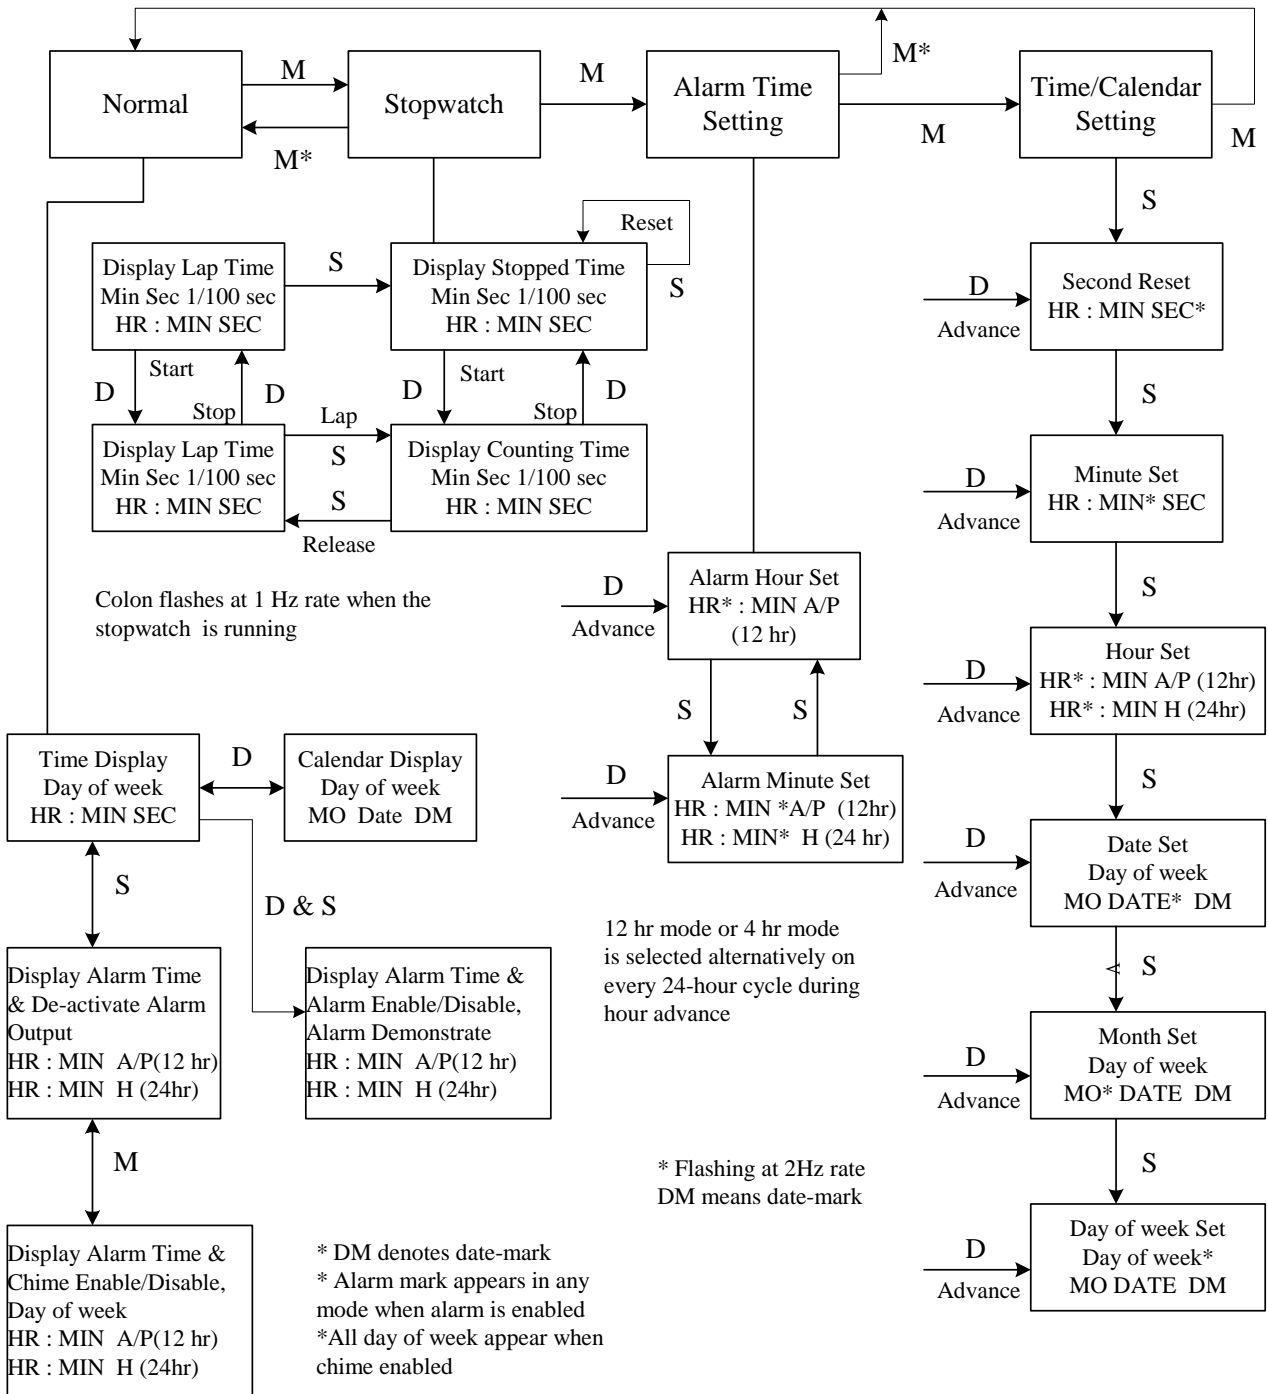 Normal
M
M*
Stopwatch
M
Alarm Time
Setting
M*
M
Time/Calendar
Setting
M
Display Lap Time
Min Sec 1/100 sec
HR : MIN SEC
S
Display Stopped Time
Min Sec 1/100 sec
HR : MIN SEC
Reset
S
D
Start
Stop
D
D
Start
Stop
D
Display Lap Time
Min Sec 1/100 sec
HR : MIN SEC
Lap
S
S
Release
Display Counting Time
Min Sec 1/100 sec
HR : MIN SEC
Colon flashes at 1 Hz rate when the
stopwatch is running
Time Display
Day of week
HR : MIN SEC
D
Calendar Display
Day of week
MO Date DM
S
D & S
Display Alarm Time
& De-activate Alarm
Output
HR : MIN A/P(12 hr)
HR : MIN H (24hr)
Display Alarm Time &
Alarm Enable/Disable,
Alarm Demonstrate
HR : MIN A/P(12 hr)
HR : MIN H (24hr)
M
Display Alarm Time &
Chime Enable/Disable,
Day of week
HR : MIN A/P(12 hr)
HR : MIN H (24hr)
* DM denotes date-mark
* Alarm mark appears in any
mode when alarm is enabled
*All day of week appear when
chime enabled
D
Advance
Alarm Hour Set
HR* : MIN A/P
(12 hr)
S
S
D
Advance
Alarm Minute Set
HR : MIN *A/P (12hr)
HR : MIN* H (24 hr)
12 hr mode or 4 hr mode
is selected alternatively on
every 24-hour cycle during
hour advance
* Flashing at 2Hz rate
DM means date-mark
S
D
Advance
Second Reset
HR : MIN SEC*
S
D
Advance
Minute Set
HR : MIN* SEC
S
D
Advance
Hour Set
HR* : MIN A/P (12hr)
HR* : MIN H (24hr)
S
D
Advance
Date Set
Day of week
MO DATE* DM
S
D
Advance
Month Set
Day of week
MO* DATE DM
S
D
Advance
Day of week Set
Day of week*
MO DATE DM